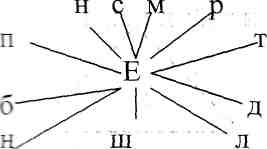 н с м р
п т
Е
б д
н ш л